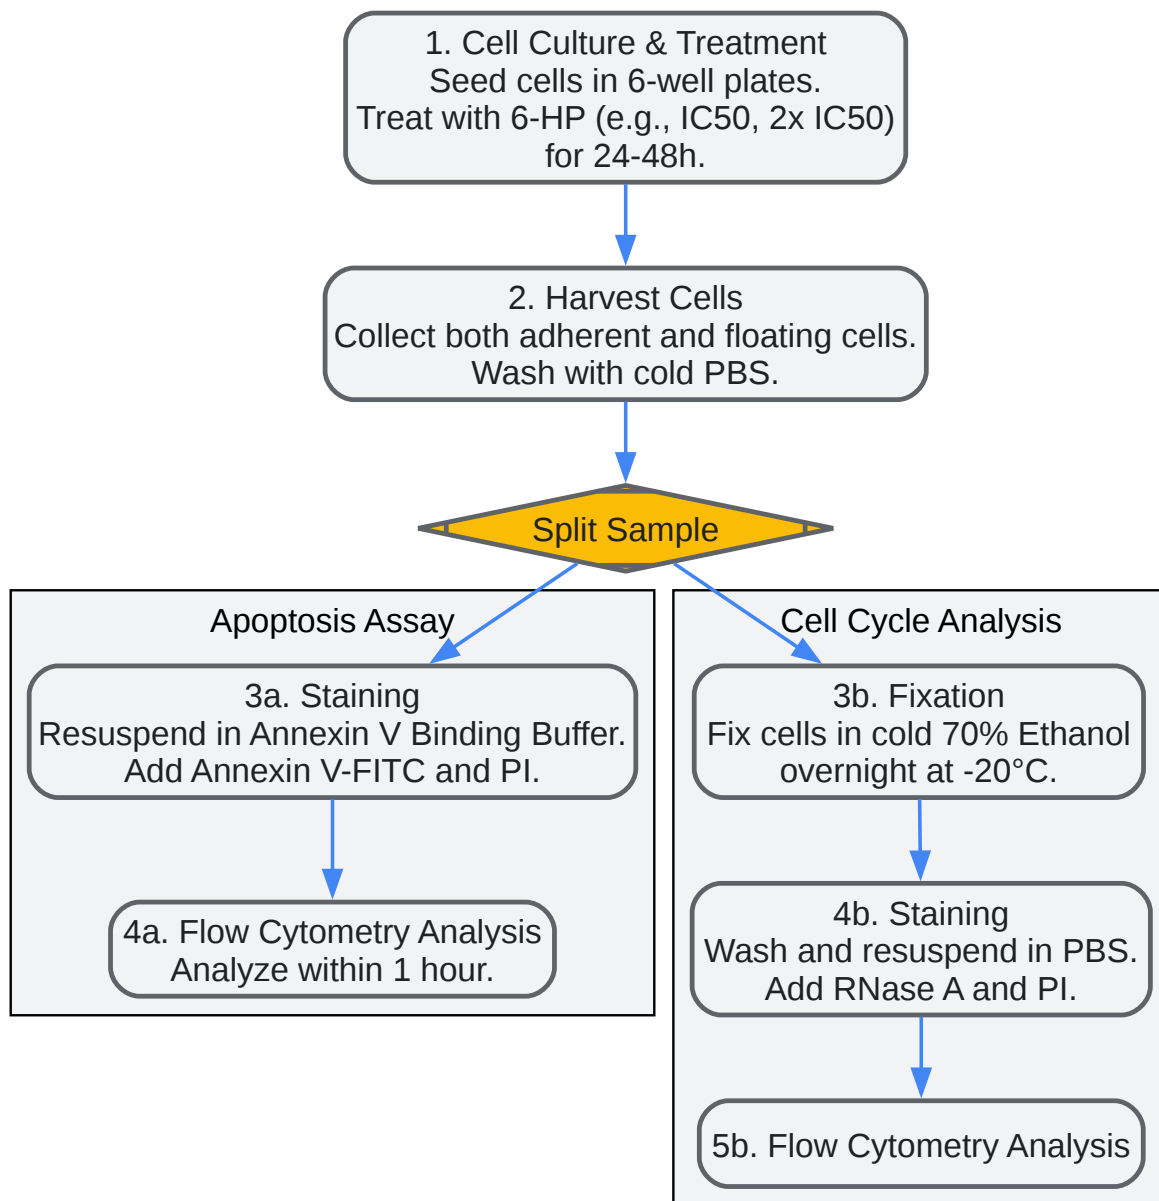 1. Cell Culture & Treatment
Seed cells in 6-well plates.
Treat with 6-HP (e.g., IC50, 2x IC50)
for 24-48h.
2. Harvest Cells
Collect both adherent and floating cells.
Wash with cold PBS.
Split Sample
Apoptosis Assay
3a. Staining
Resuspend in Annexin V Binding Buffer.
Add Annexin V-FITC and PI.
4a. Flow Cytometry Analysis
Analyze within 1 hour.
Cell Cycle Analysis
3b. Fixation
Fix cells in cold 70% Ethanol
overnight at -20°C.
4b. Staining
Wash and resuspend in PBS.
Add RNase A and PI.
5b. Flow Cytometry Analysis